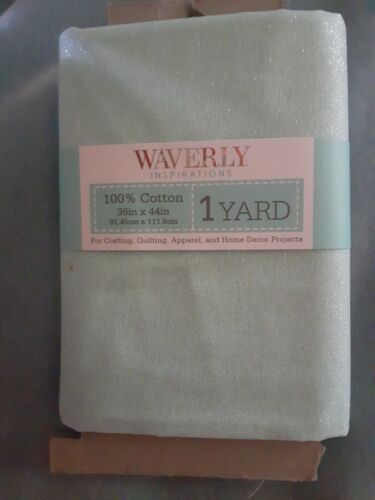 WAVERLY
INSPIRATIONS
100% Cotton
36in x 44in
91.45cm x 111.8cm
1 YARD
For Crafting, Quilting, Apparel, and Home Decor Projects